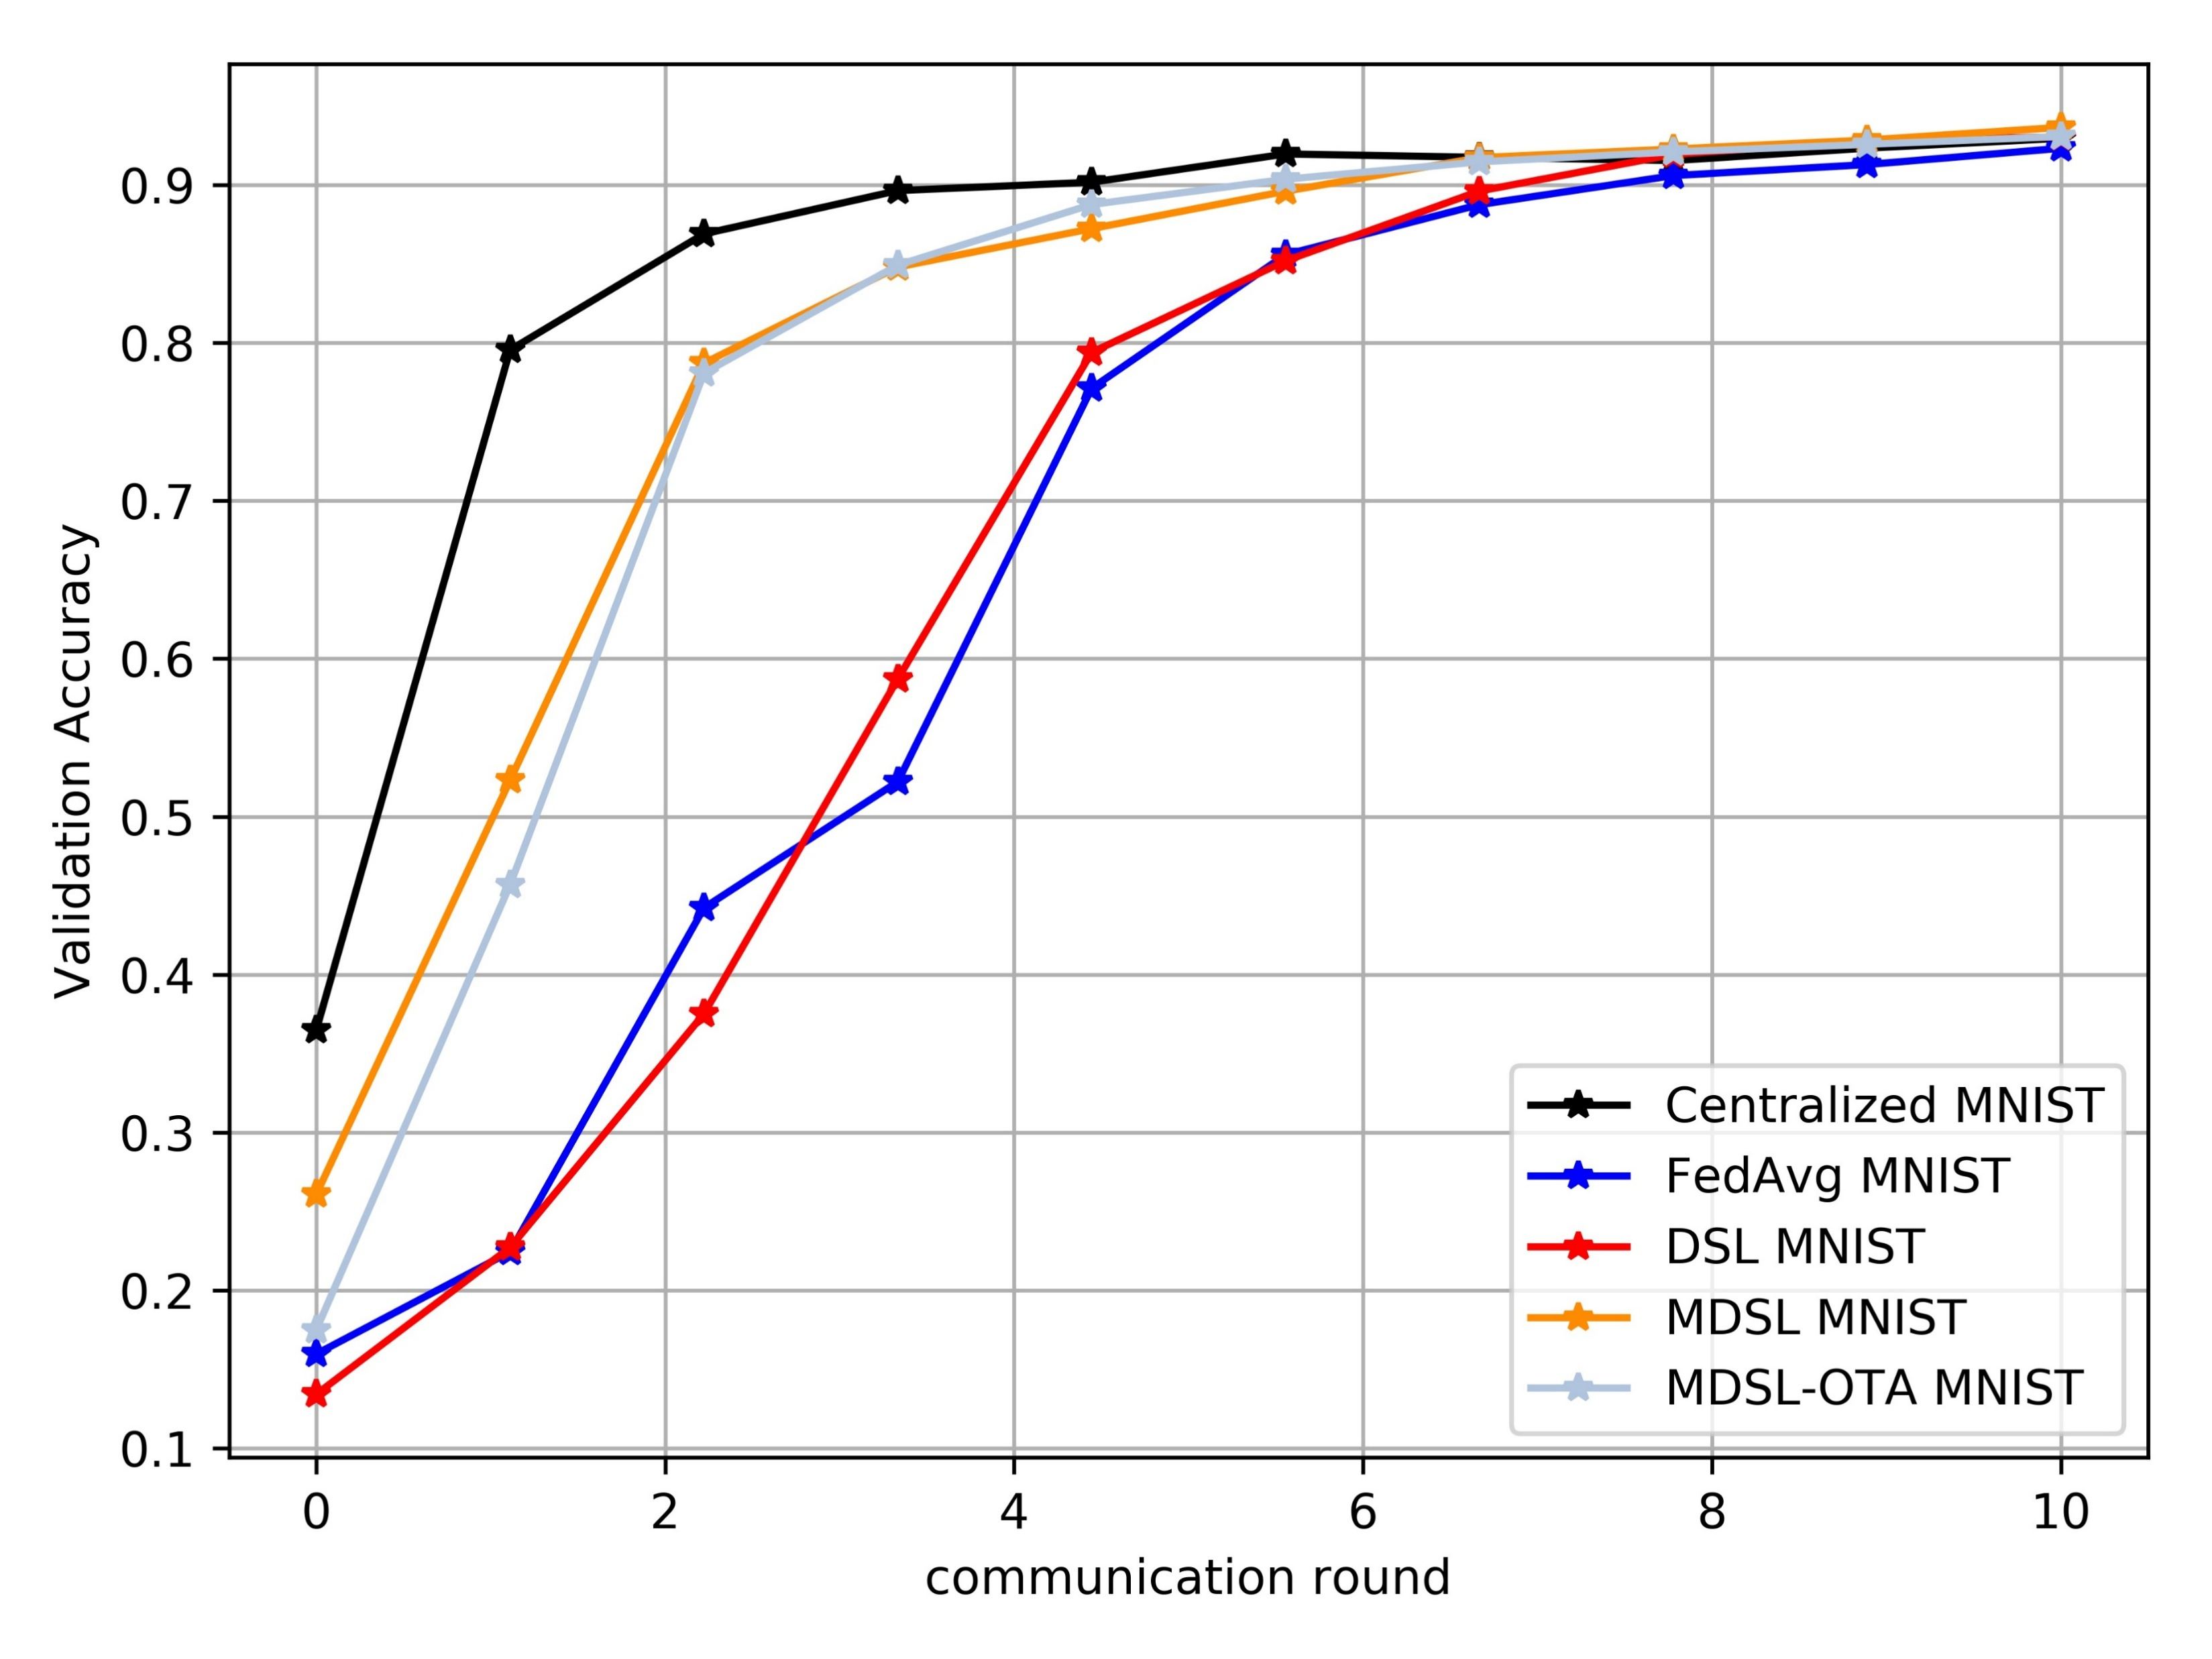 Validation Accuracy
0.9
0.8
0.7
0.6
0.5
0.4
0.3
0.2
0.1
0 2 4 6 8 10
communication round
Centralized MNIST
FedAvg MNIST
DSL MNIST
MDSL MNIST
MDSL-OTA MNIST